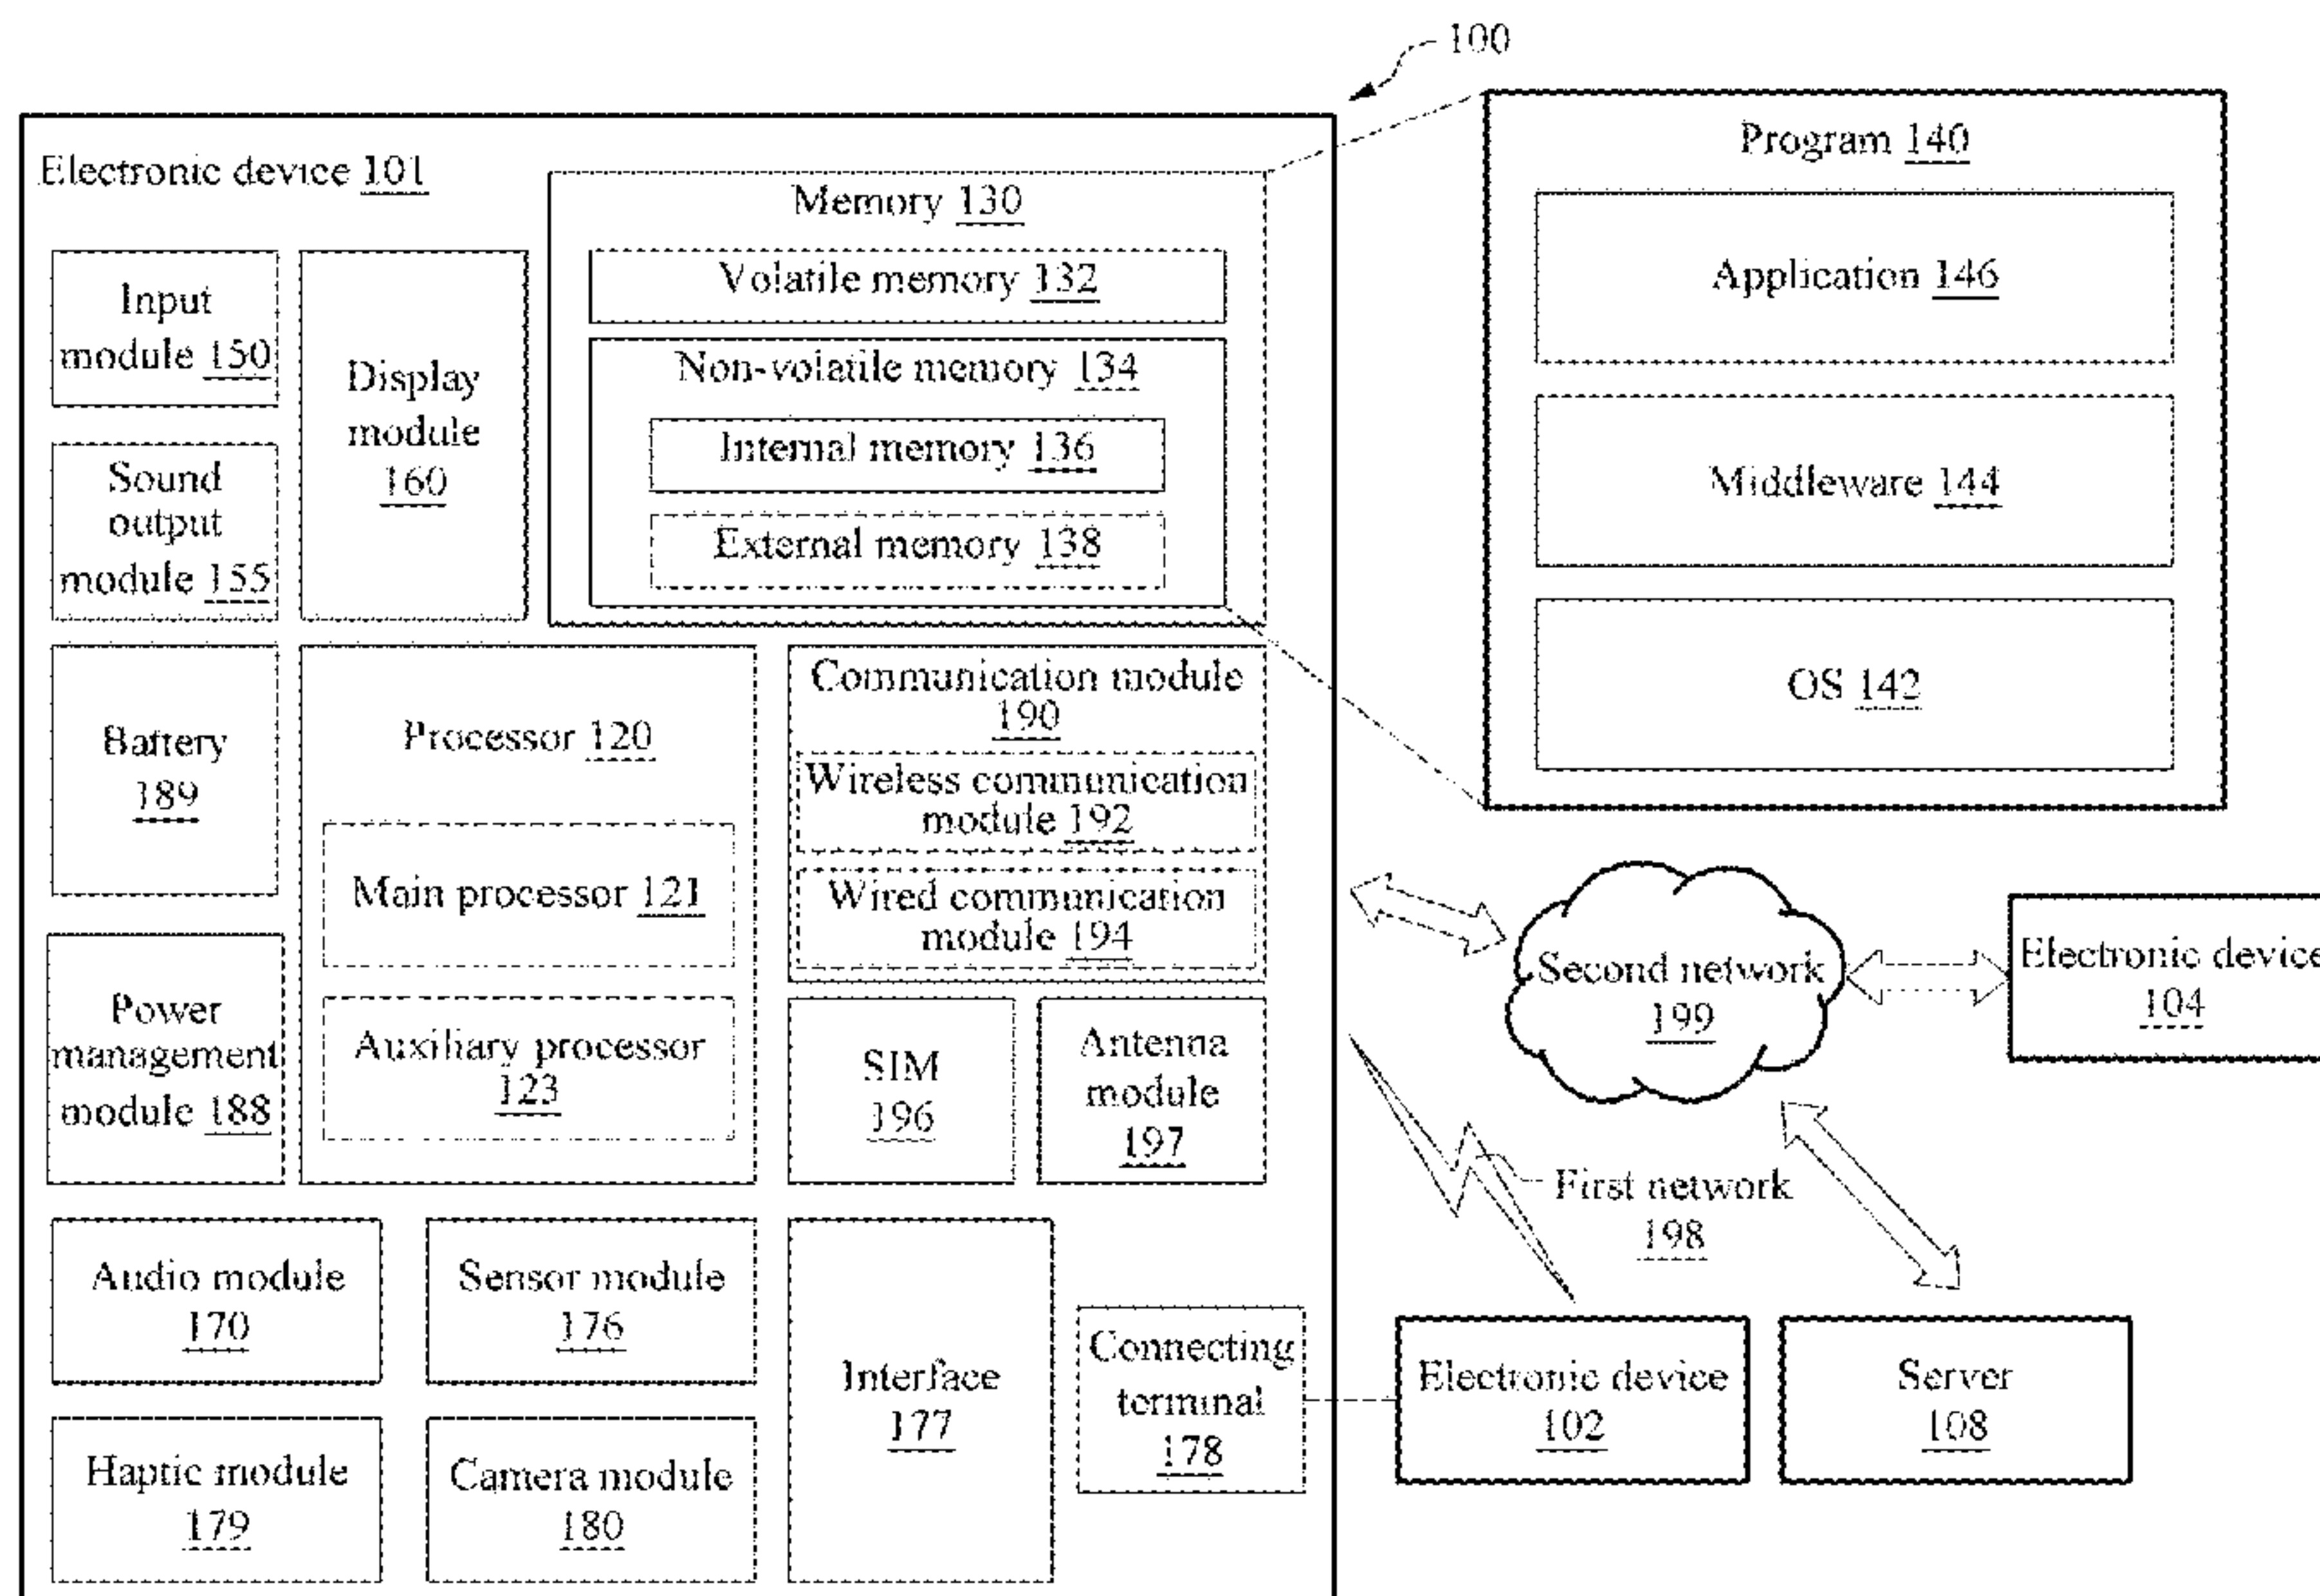 100
Electronic device 101
Memory 130
Volatile memory 132
Non-volatile memory 134
Internal memory 136
External memory 138
Input
module 150
Display
module
160
Sound
output
module 155
Battery
189
Processor 120
Main processor 121
Auxiliary processor
123
Communication module
190
Wireless communication
module 192
Wired communication
module 194
Power
management
module 188
SIM
196
Antenna
module
197
Audio module
170
Sensor module
176
Interface
177
Connecting
terminal
178
Haptic module
179
Camera module
180
Program 140
Application 146
Middleware 144
OS 142
Second network
199
Electronic device
104
First network
198
Electronic device
102
Server
108